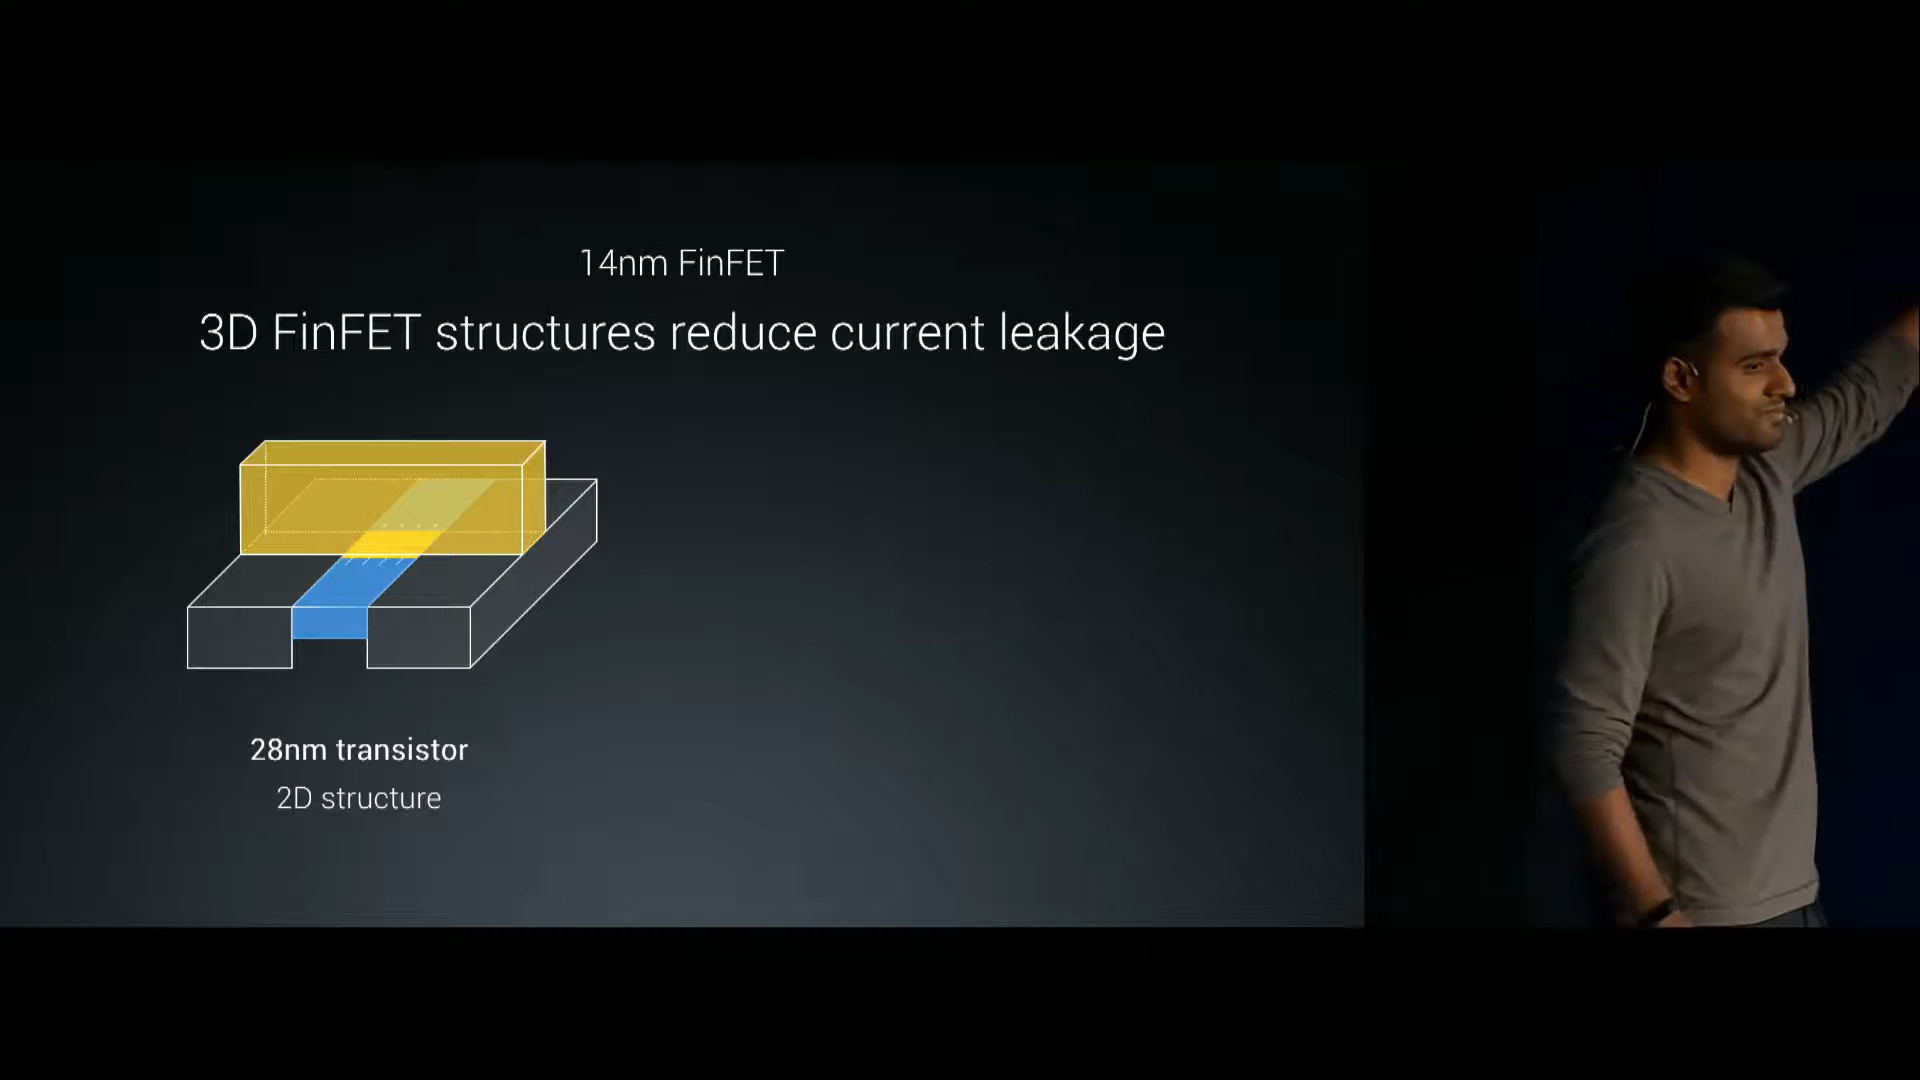 14nm FinFET
3D FinFET structures reduce current leakage
28nm transistor
2D structure